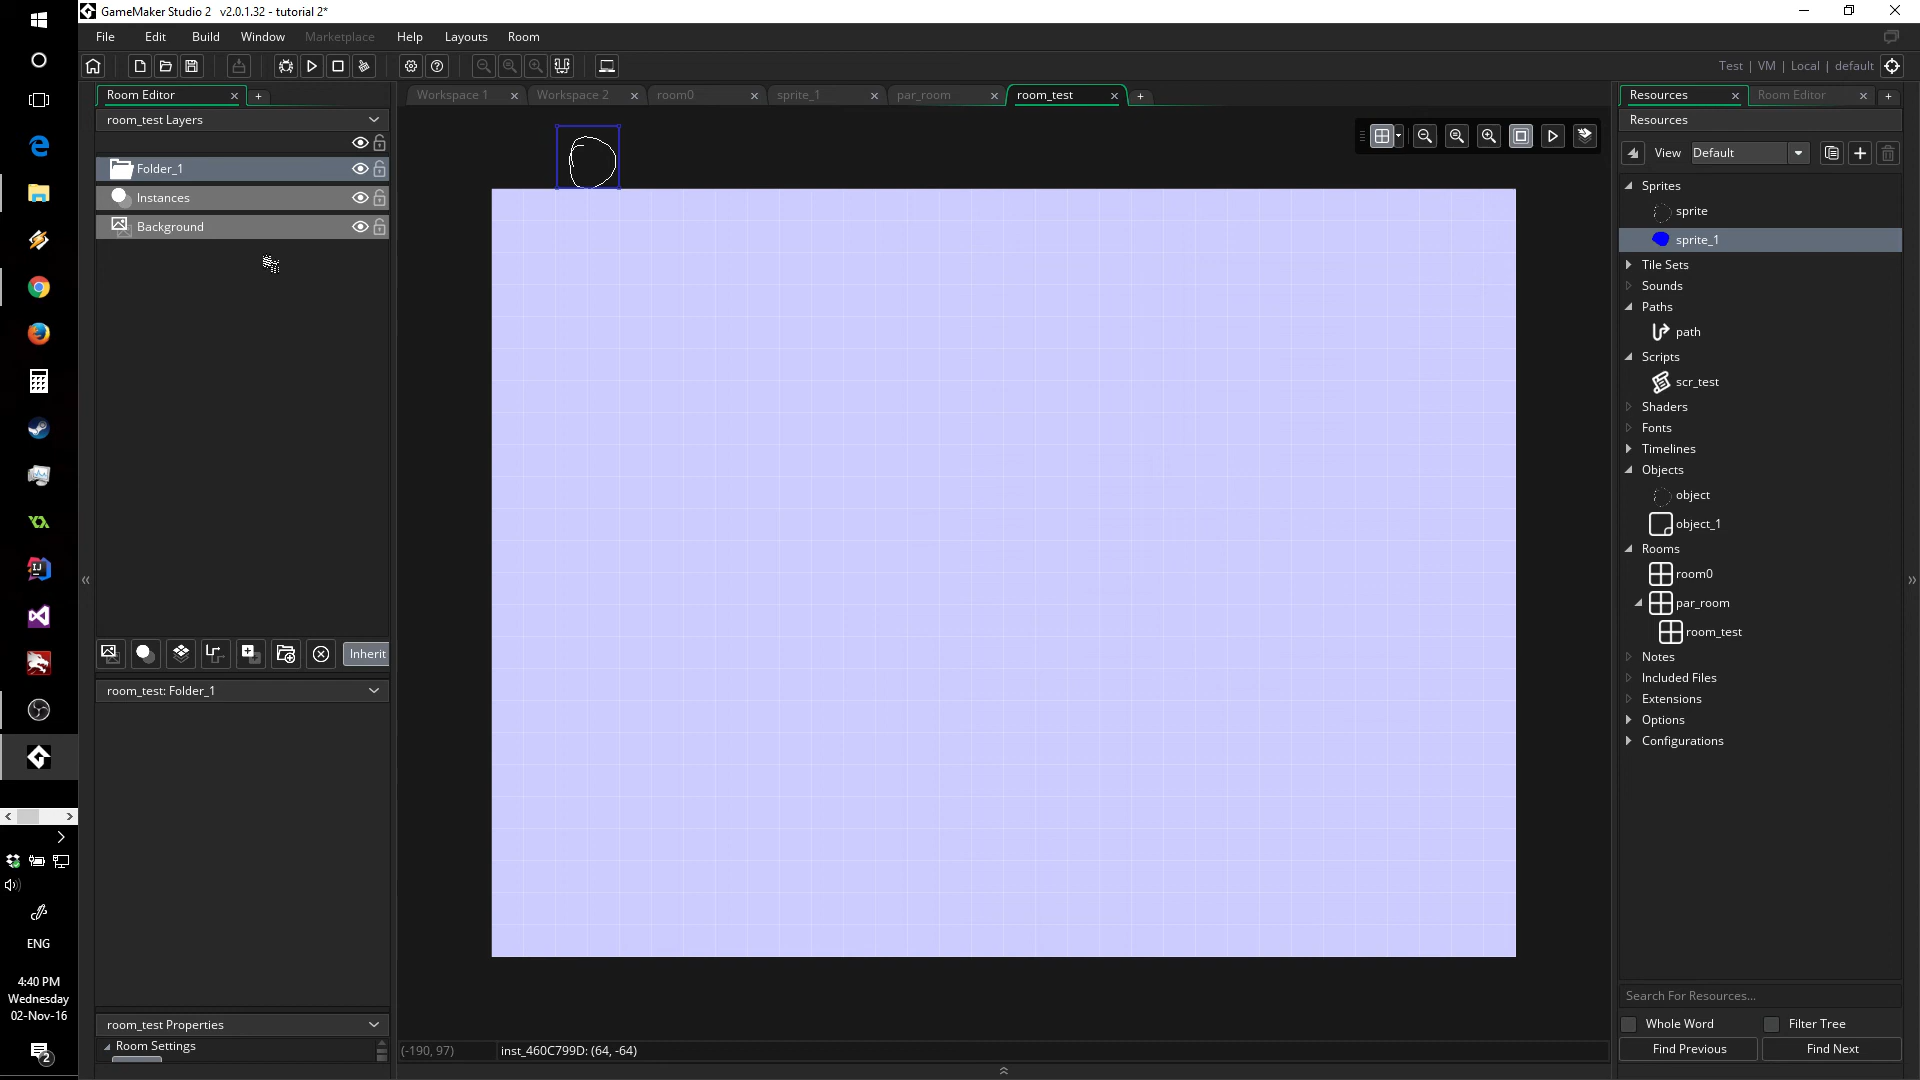 GameMaker Studio 2 v2.0.1.32 - tutorial 2*
File Edit Build Window Marketplace Help Layouts Room
Test | VM | Local | default
Room Editor
Workspace 1
Workspace 2
room0
sprite_1
par_room
room_test
Resources
Room Editor
room_test Layers
Resources
View Default
Folder_1
Instances
Background
Sprites
sprite
sprite_1
Tile Sets
Sounds
Paths
path
Scripts
scr_test
Shaders
Fonts
Timelines
Objects
object
object_1
Rooms
room0
par_room
room_test
Notes
Included Files
Extensions
Options
Configurations
Inherit
room_test: Folder_1
room_test Properties
Room Settings
(-190, 97)
inst_460C799D: (64, -64)
Search For Resources...
Whole Word
Filter Tree
Find Previous
Find Next
ENG
4:40 PM
Wednesday
02-Nov-16
2